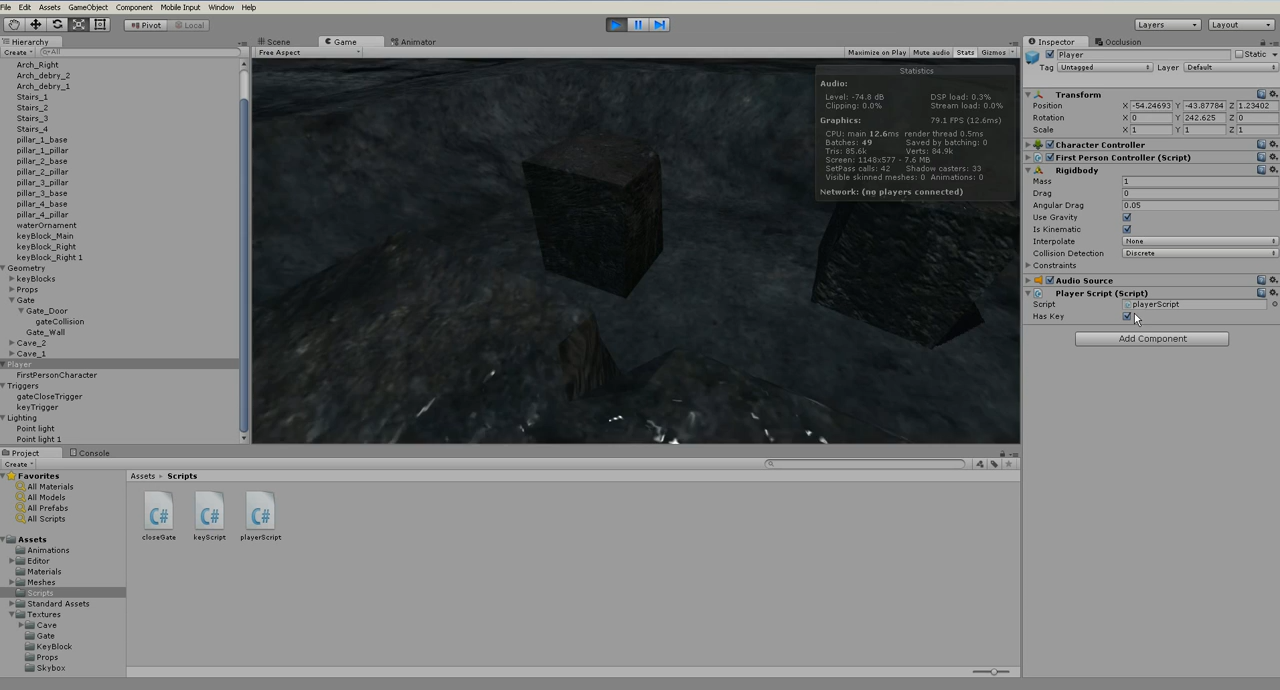 File Edit Assets GameObject Component Mobile Input Window Help
Pivot Local Layers Layout
Hierarchy
Create All
Arch_Right
Arch_debry_2
Arch_debry_1
Stairs_1
Stairs_2
Stairs_3
Stairs_4
pillar_1_base
pillar_1_pillar
pillar_2_base
pillar_2_pillar
pillar_3_pillar
pillar_3_base
pillar_4_base
pillar_4_pillar
waterOrnament
keyBlock_Main
keyBlock_Right
keyBlock_Right 1
Geometry
keyBlocks
Props
Gate
Gate_Door
gateCollision
Gate_Wall
Cave_2
Cave_1
Player
FirstPersonCharacter
Triggers
gateCloseTrigger
keyTrigger
Lighting
Point light
Point light 1
Scene Game Animator
Free Aspect Maximize on Play Mute audio Stats Gizmos
Statistics
Audio:
Level: -74.8 dB DSP load: 0.3%
Clipping: 0.0% Stream load: 0.0%
Graphics: 79.1 FPS (12.6ms)
CPU: main 12.6ms render thread 0.5ms
Batches: 49 Saved by batching: 0
Tris: 85.6k Verts: 84.9k
Screen: 1148x577 - 7.6 MB
SetPass calls: 42 Shadow casters: 33
Visible skinned meshes: 0 Animations: 0
Network: (no players connected)
Inspector Occlusion
Player Static
Tag Untagged Layer Default
Transform
Position X -54.24693 Y -43.87784 Z 1.23402
Rotation X 0 Y 242.625 Z 0
Scale X 1 Y 1 Z 1
Character Controller
First Person Controller (Script)
Rigidbody
Mass 1
Drag 0
Angular Drag 0.05
Use Gravity
Is Kinematic
Interpolate None
Collision Detection Discrete
Constraints
Audio Source
Player Script (Script)
Script playerScript
Has Key
Add Component
Project Console
Create
Favorites
All Materials
All Models
All Prefabs
All Scripts
Assets
Animations
Editor
Materials
Meshes
Scripts
Standard Assets
Textures
Cave
Gate
KeyBlock
Props
Skybox
Assets Scripts
C# C# C#
closeGate keyScript playerScript